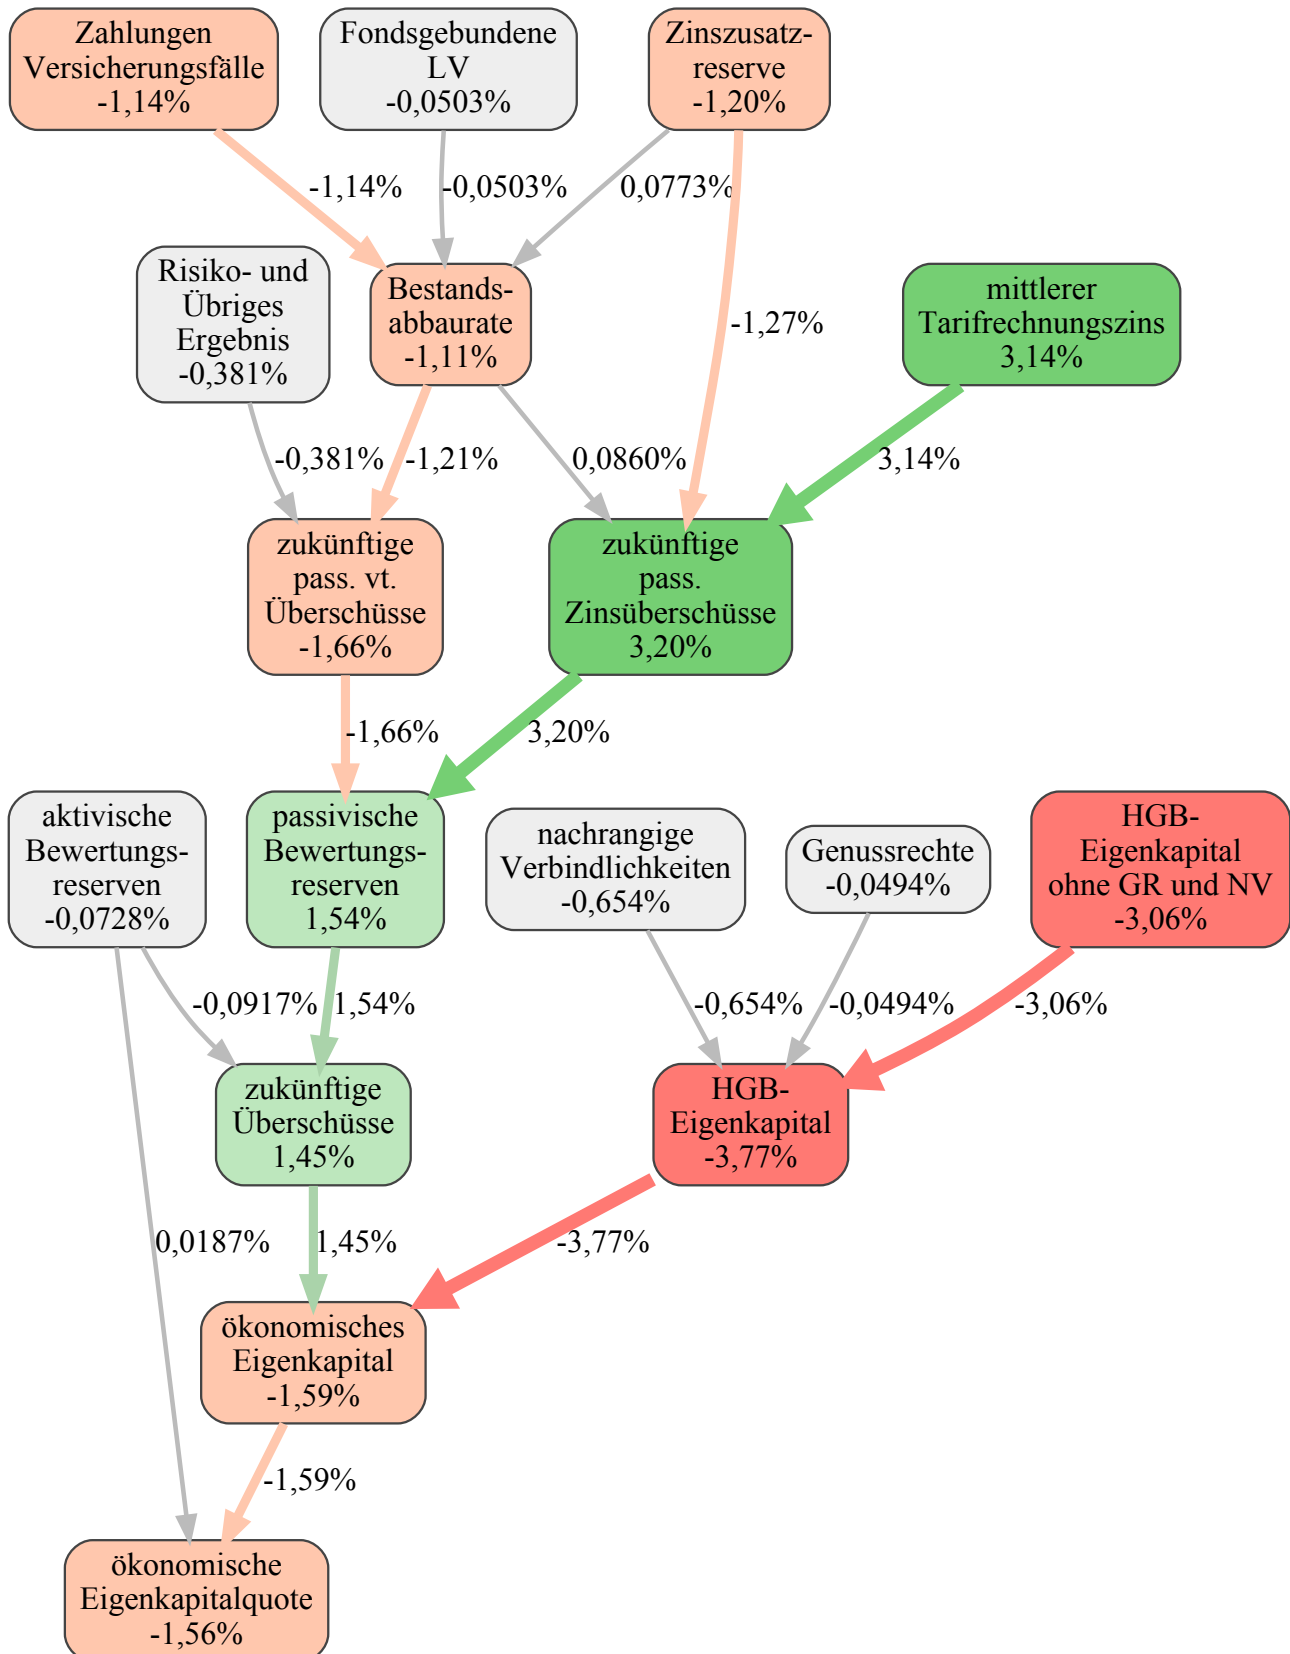 Zahlungen
Versicherungsfälle
-1,14%
Fondsgebundene
LV
-0,0503%
Zinszusatz-
reserve
-1,20%
-1,14%
-0,0503%
0,0773%
Risiko- und
Übriges
Ergebnis
-0,381%
Bestands-
abbaurate
-1,11%
-1,27%
mittlerer
Tarifrechnungszins
3,14%
-0,381%
-1,21%
0,0860%
3,14%
zukünftige
pass. vt.
Überschüsse
-1,66%
zukünftige
pass.
Zinsüberschüsse
3,20%
-1,66%
3,20%
aktivische
Bewertungs-
reserven
-0,0728%
passivische
Bewertungs-
reserven
1,54%
nachrangige
Verbindlichkeiten
-0,654%
Genussrechte
-0,0494%
HGB-
Eigenkapital
ohne GR und NV
-3,06%
-0,0917%
1,54%
-0,654%
-0,0494%
-3,06%
zukünftige
Überschüsse
1,45%
HGB-
Eigenkapital
-3,77%
0,0187%
1,45%
-3,77%
ökonomisches
Eigenkapital
-1,59%
-1,59%
ökonomische
Eigenkapitalquote
-1,56%